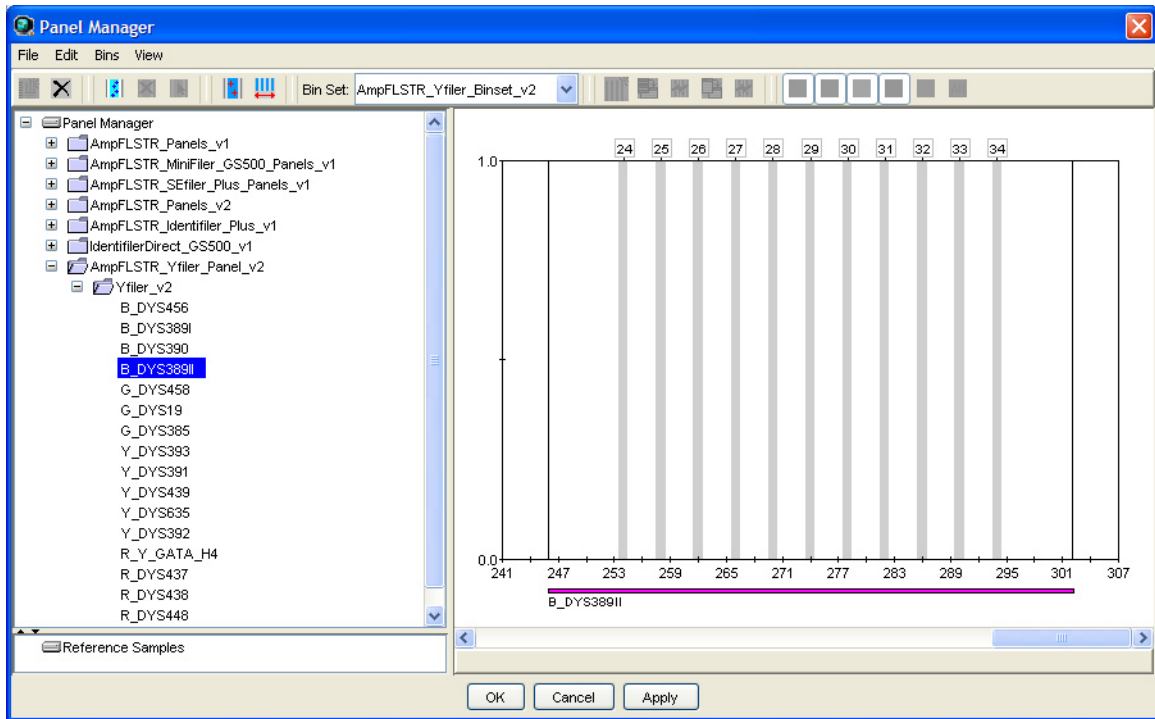 Panel Manager
File Edit Bins View
Bin Set: AmpFLSTR_Yfiler_Binset_v2
Panel Manager
AmpFLSTR_Panels_v1
AmpFLSTR_MiniFiler_GS500_Panels_v1
AmpFLSTR_SEfiler_Plus_Panels_v1
AmpFLSTR_Panels_v2
AmpFLSTR_Identifiler_Plus_v1
IdentifilerDirect_GS500_v1
AmpFLSTR_Yfiler_Panel_v2
Yfiler_v2
B_DYS456
B_DYS389I
B_DYS390
B_DYS389II
G_DYS458
G_DYS19
G_DYS385
Y_DYS393
Y_DYS391
Y_DYS439
Y_DYS635
Y_DYS392
R_Y_GATA_H4
R_DYS437
R_DYS438
R_DYS448
Reference Samples
24 25 26 27 28 29 30 31 32 33 34
1.0
0.0
241 247 253 259 265 271 277 283 289 295 301 307
B_DYS389II
OK Cancel Apply